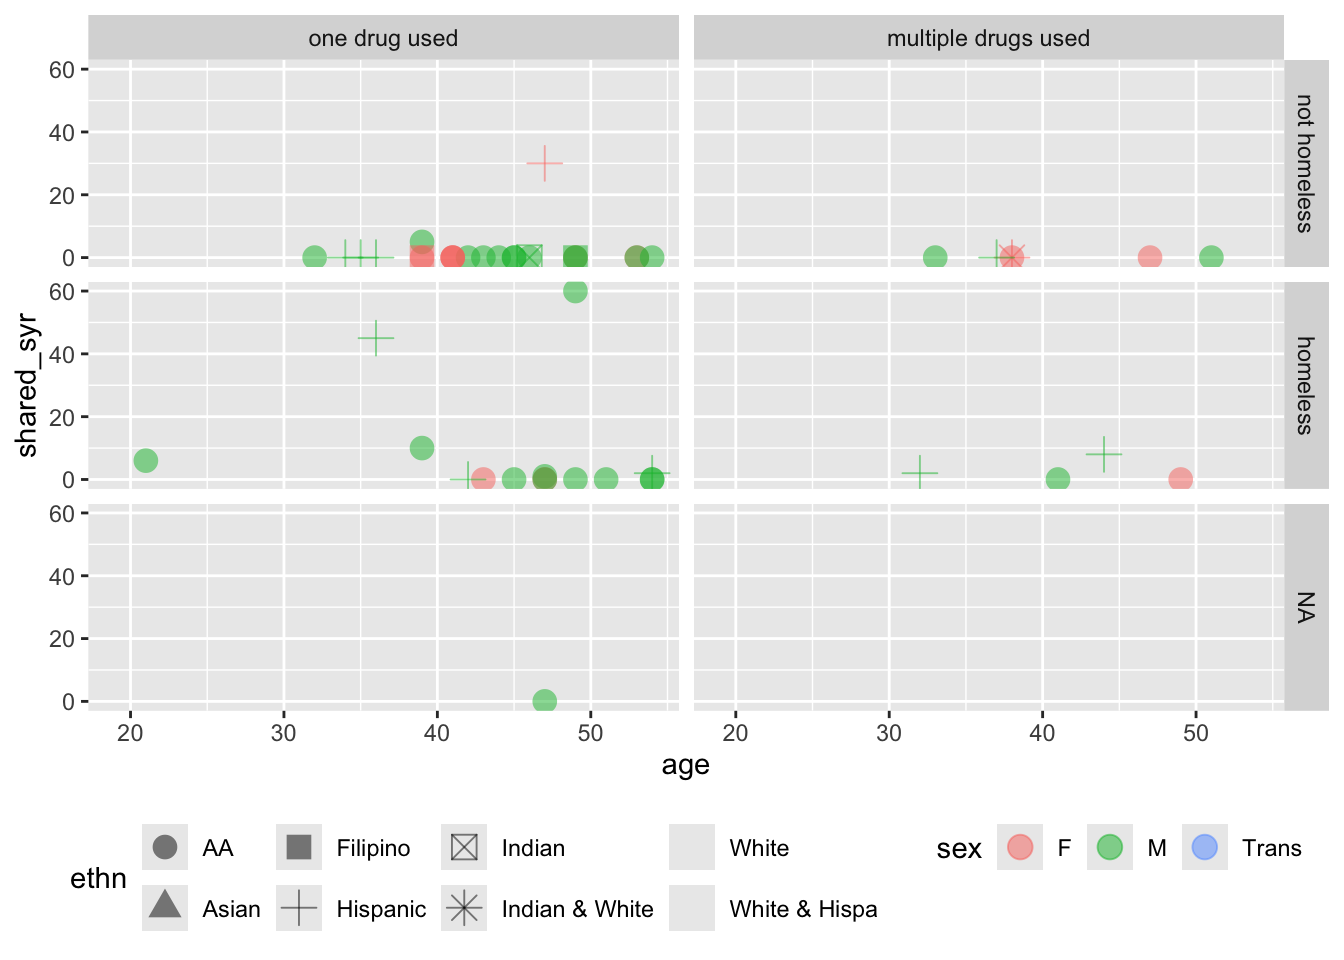 one drug used
multiple drugs used
60
40
20
0
not homeless
60
40
20
0
homeless
60
40
20
0
NA
shared_syr
20 30 40 50
20 30 40 50
age
ethn
AA
Filipino
Indian
White
Asian
Hispanic
Indian & White
White & Hispa
sex
F
M
Trans